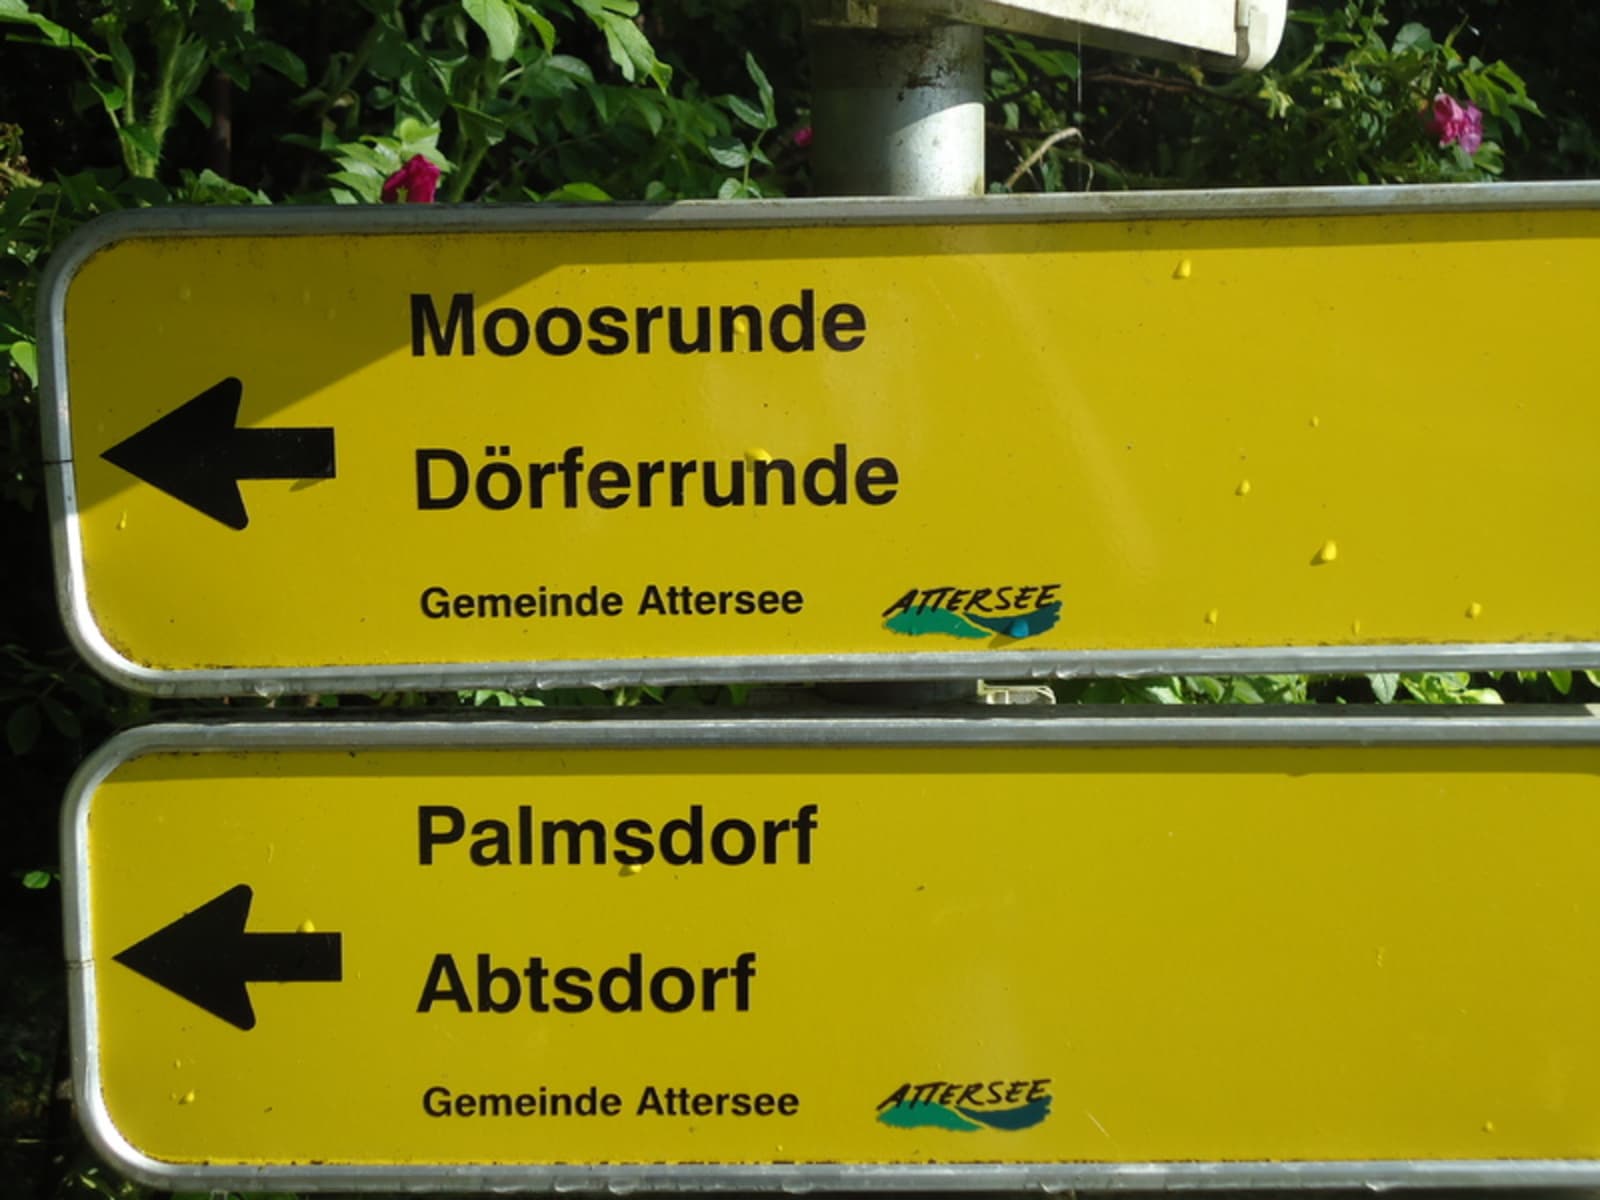 Moosrunde
Dörferrunde
Gemeinde Attersee
ATTERSEE
Palmsdorf
Abtsdorf
Gemeinde Attersee
ATTERSEE